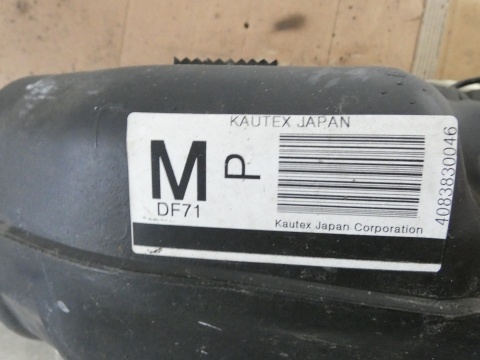 KAUTEX JAPAN
M
P
DF71
Kautex Japan Corporation
4083830046